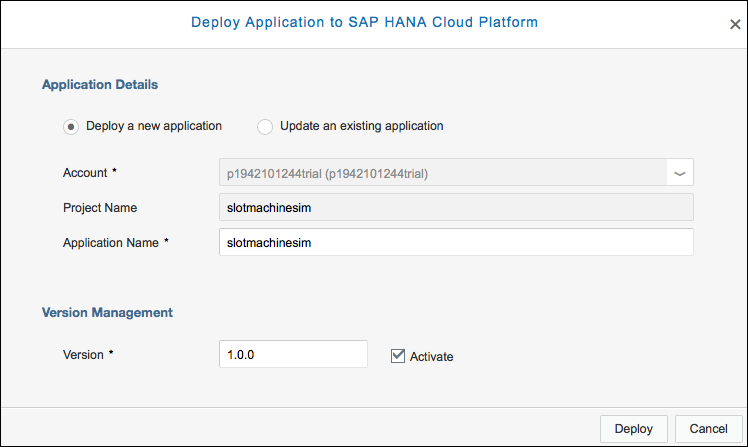 Deploy Application to SAP HANA Cloud Platform
Application Details
Deploy a new application Update an existing application
Account * p1942101244trial (p1942101244trial)
Project Name slotmachinesim
Application Name * slotmachinesim
Version Management
Version * 1.0.0 Activate
Deploy Cancel